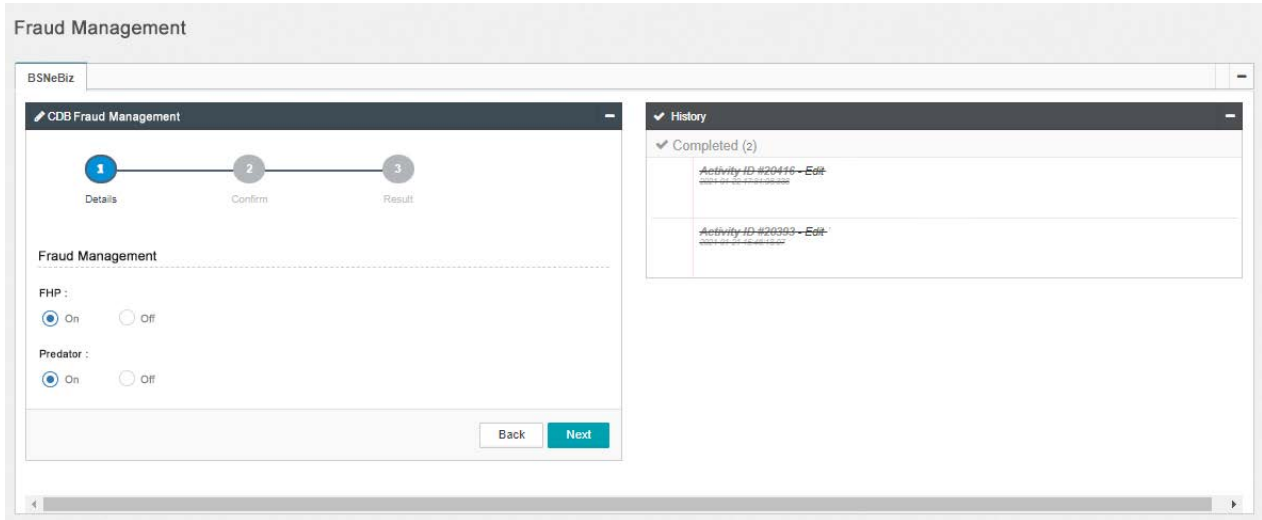 Fraud Management
BSNeBiz
CDB Fraud Management
1
2
3
Details
Confirm
Result
Fraud Management
FHP :
On
Off
Predator :
On
Off
Back
Next
History
Completed (2)
Activity ID #20416 - Edit
Activity ID #20393 - Edit